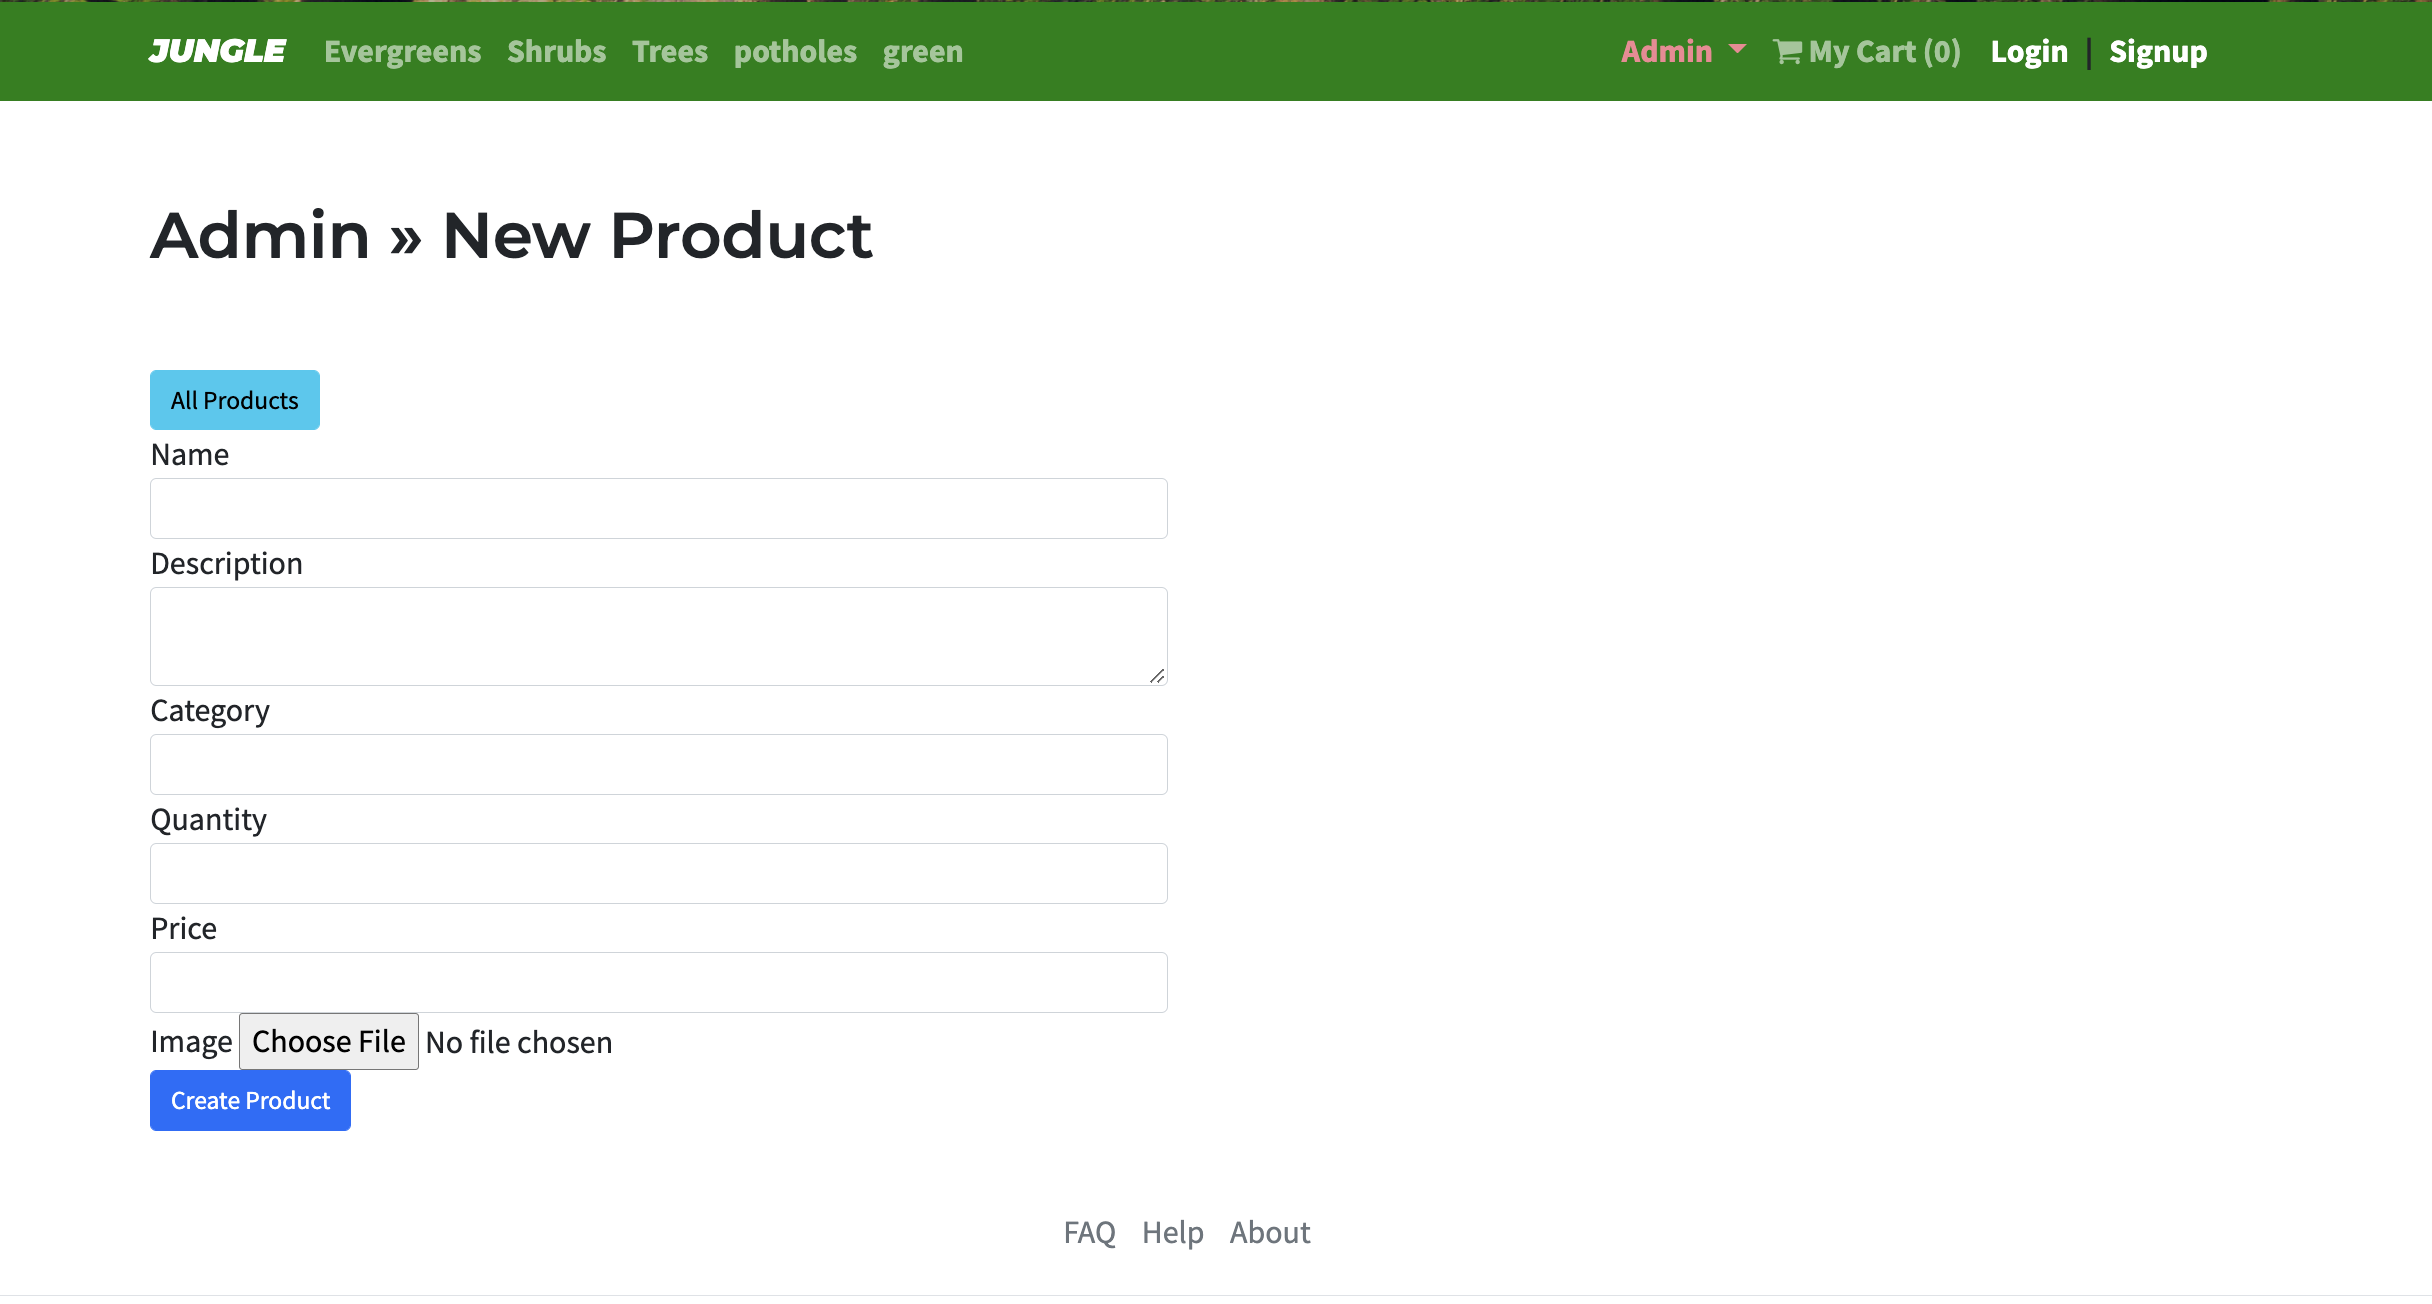 JUNGLE Evergreens Shrubs Trees potholes green Admin My Cart (0) Login | Signup
Admin » New Product
All Products
Name
Description
Category
Quantity
Price
Image Choose File No file chosen
Create Product
FAQ Help About